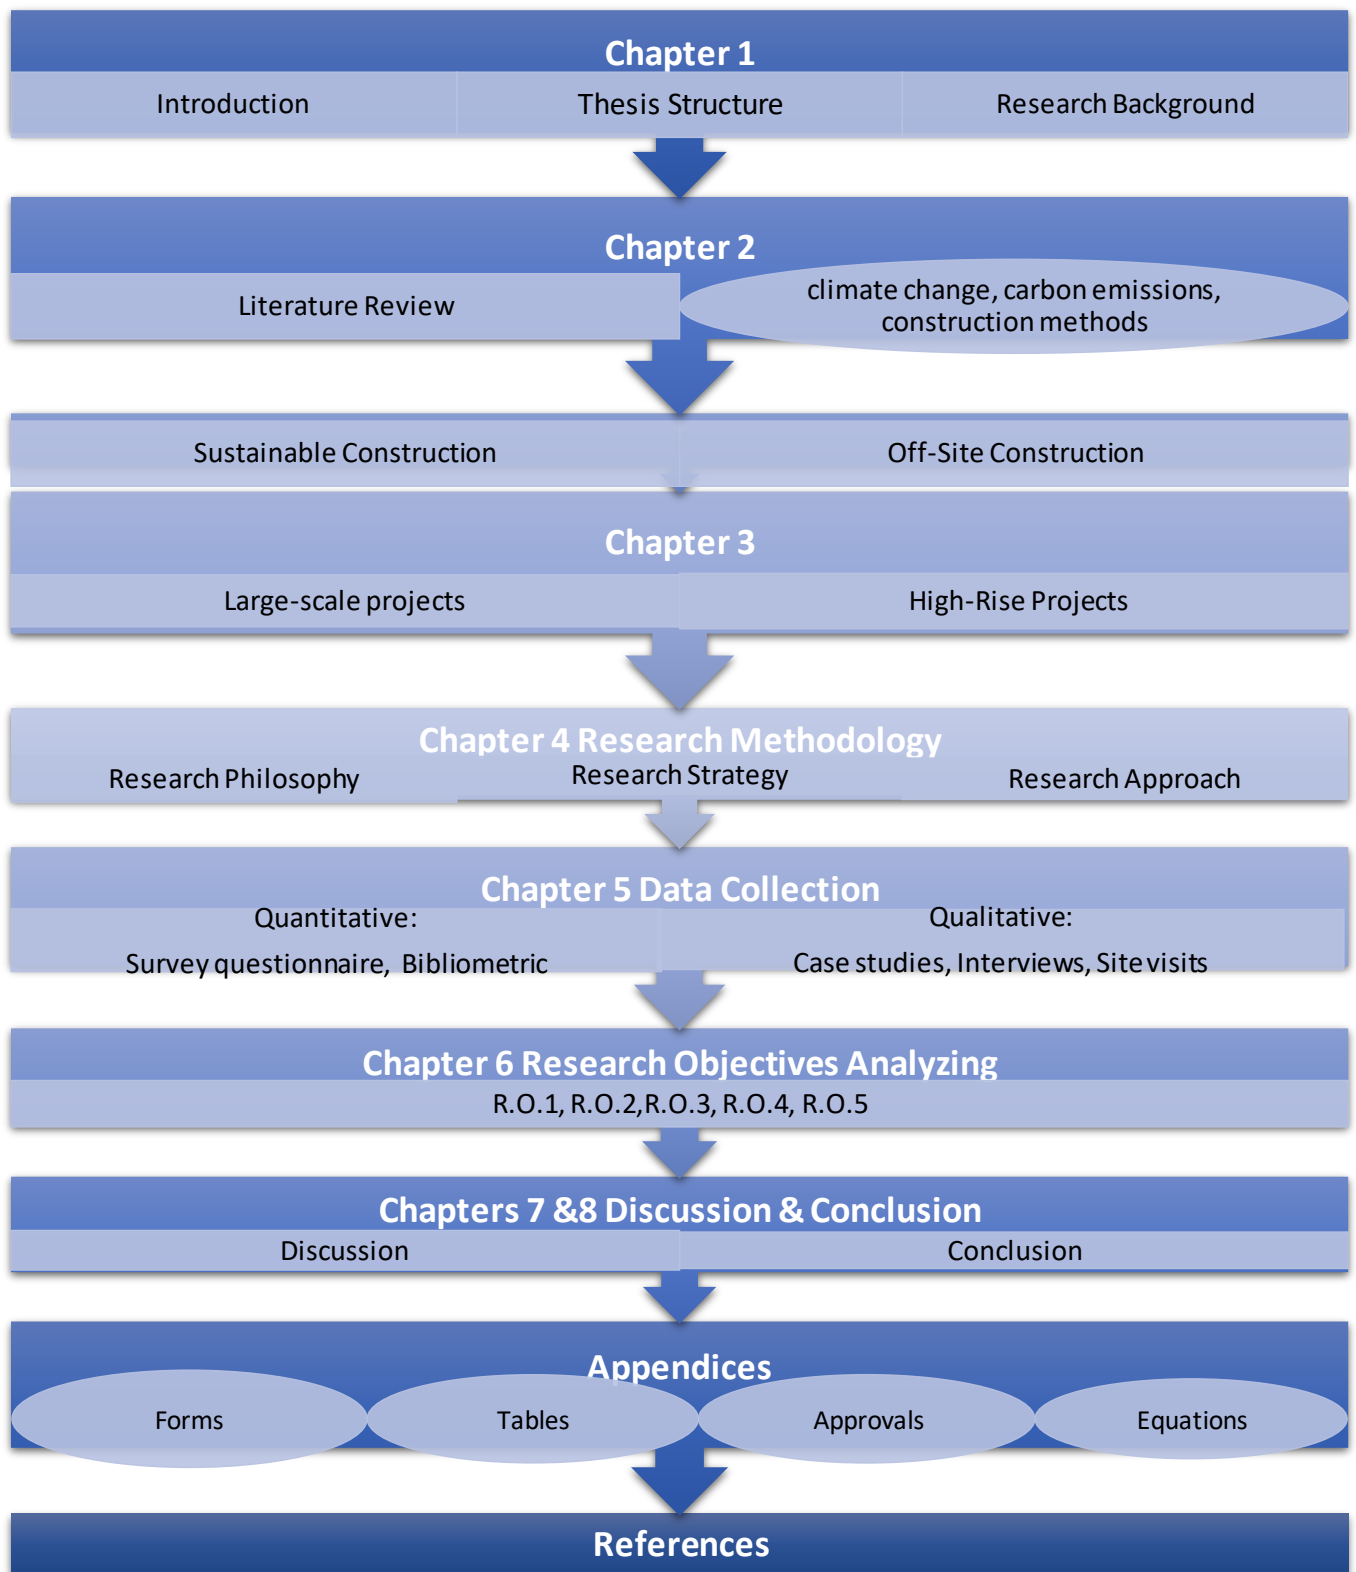 Chapter 1
Introduction
Thesis Structure
Research Background
Chapter 2
Literature Review
climate change, carbon emissions,
construction methods
Sustainable Construction
Off-Site Construction
Chapter 3
Large-scale projects
High-Rise Projects
Chapter 4 Research Methodology
Research Philosophy
Research Strategy
Research Approach
Chapter 5 Data Collection
Quantitative:
Survey questionnaire, Bibliometric
Qualitative:
Case studies, Interviews, Site visits
Chapter 6 Research Objectives Analyzing
R.O.1, R.O.2,R.O.3, R.O.4, R.O.5
Chapters 7 &8 Discussion & Conclusion
Discussion
Conclusion
Appendices
Forms
Tables
Approvals
Equations
References